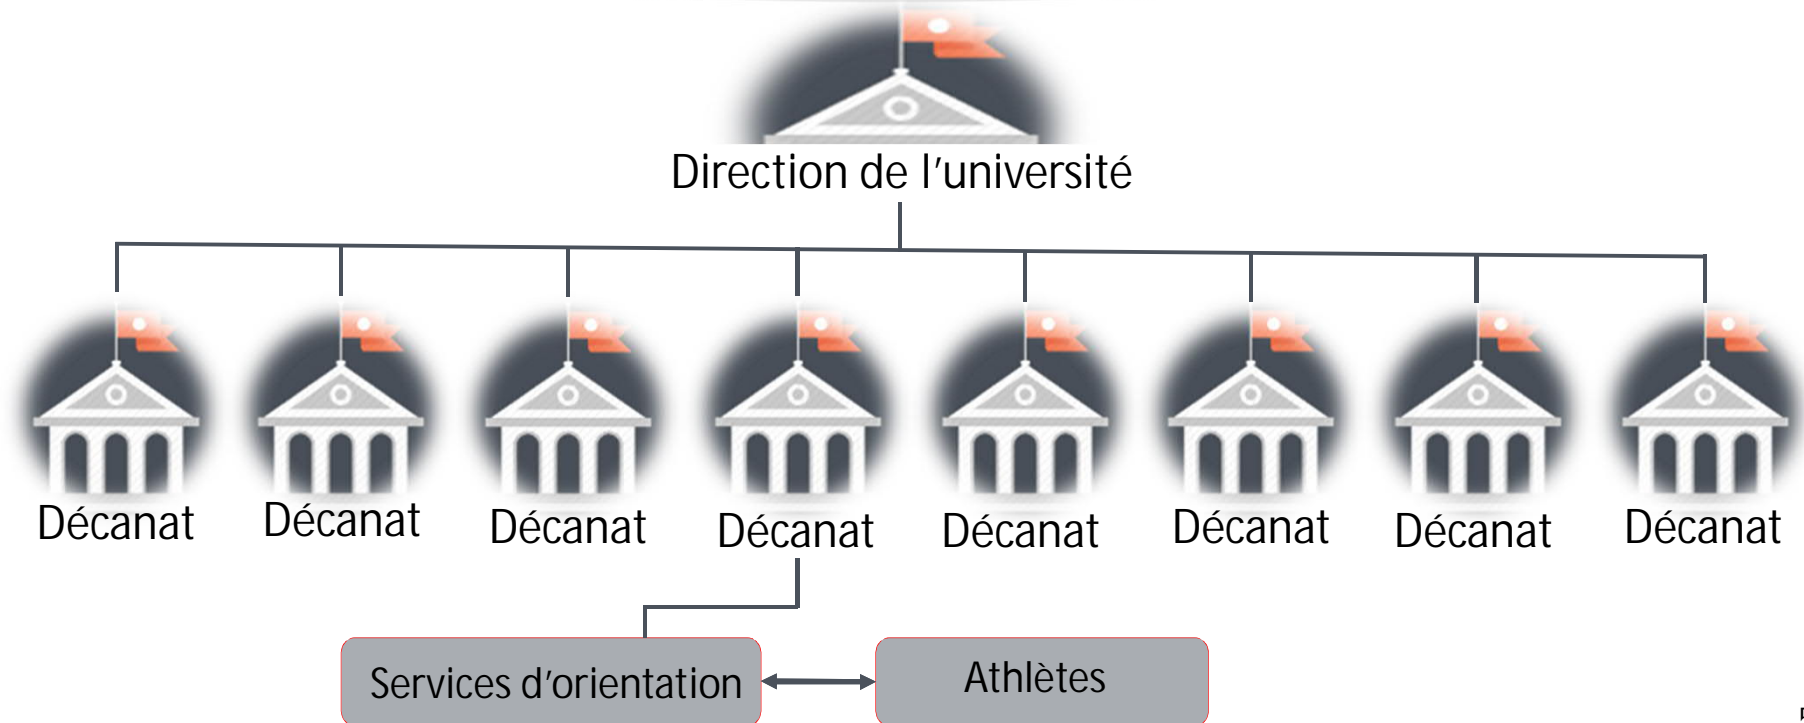 Direction de l'université
Décanat
Décanat
Décanat
Décanat
Décanat
Décanat
Décanat
Décanat
Services d'orientation
Athlètes